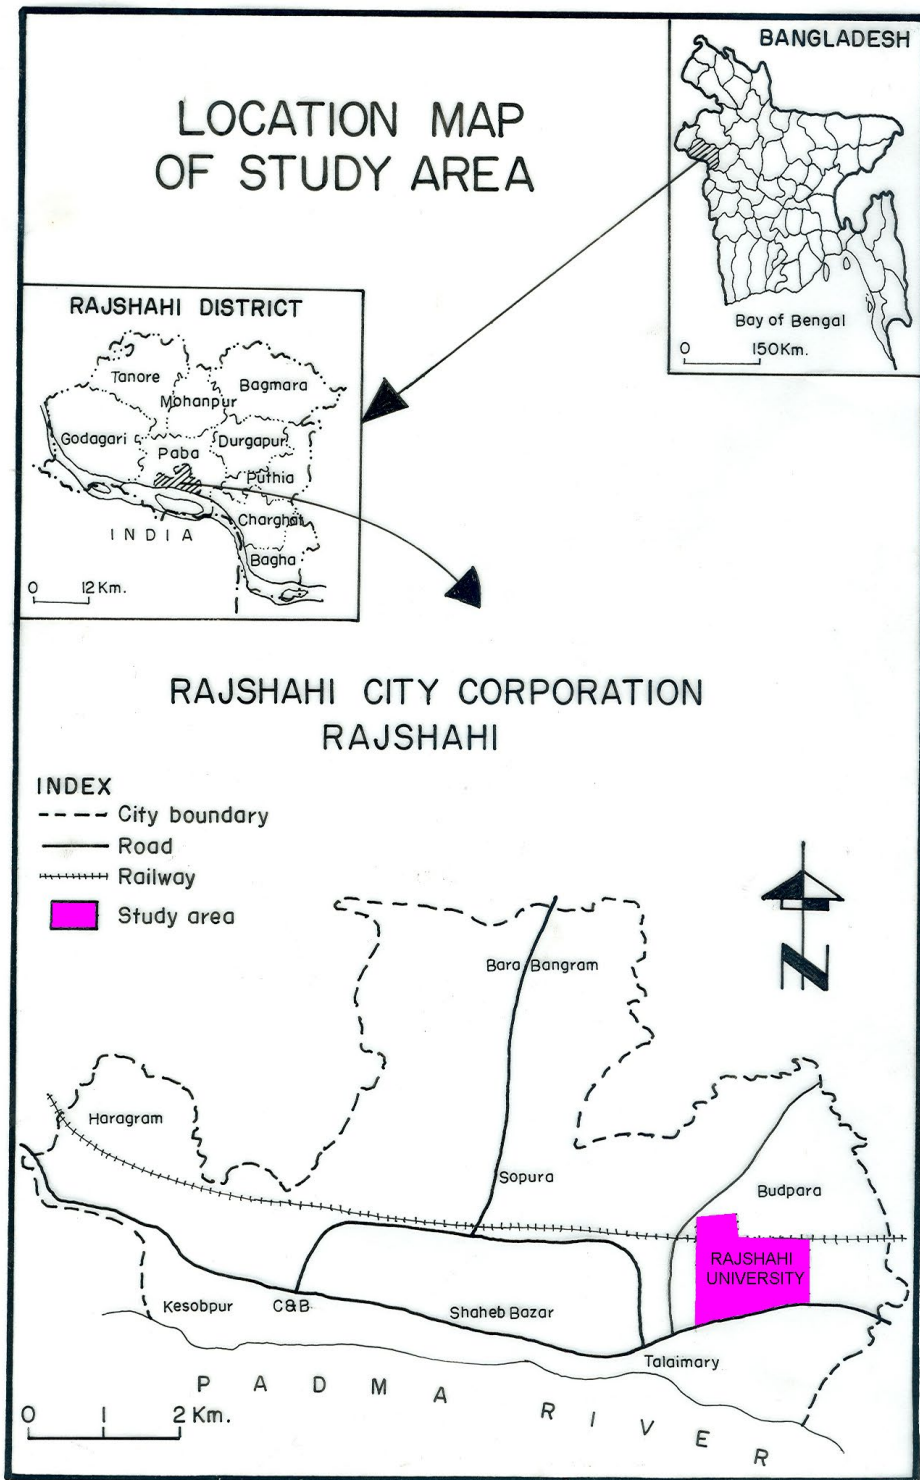 BANGLADESH
LOCATION MAP
OF STUDY AREA
Bay of Bengal
0 150Km.
RAJSHAHI DISTRICT
Tanore
Mohanpur
Bagmara
Godagari
Durgapur
Paba
Puthia
Charghat
INDIA
Bagha
0 12Km.
RAJSHAHI CITY CORPORATION
RAJSHAHI
INDEX
City boundary
Road
Railway
Study area
N
Bara Bangram
Haragram
Sopura
Budpara
RAJSHAHI
UNIVERSITY
Kesobpur
C&B
Shaheb Bazar
Talaimary
PADMA RIVER
0 1 2 Km.